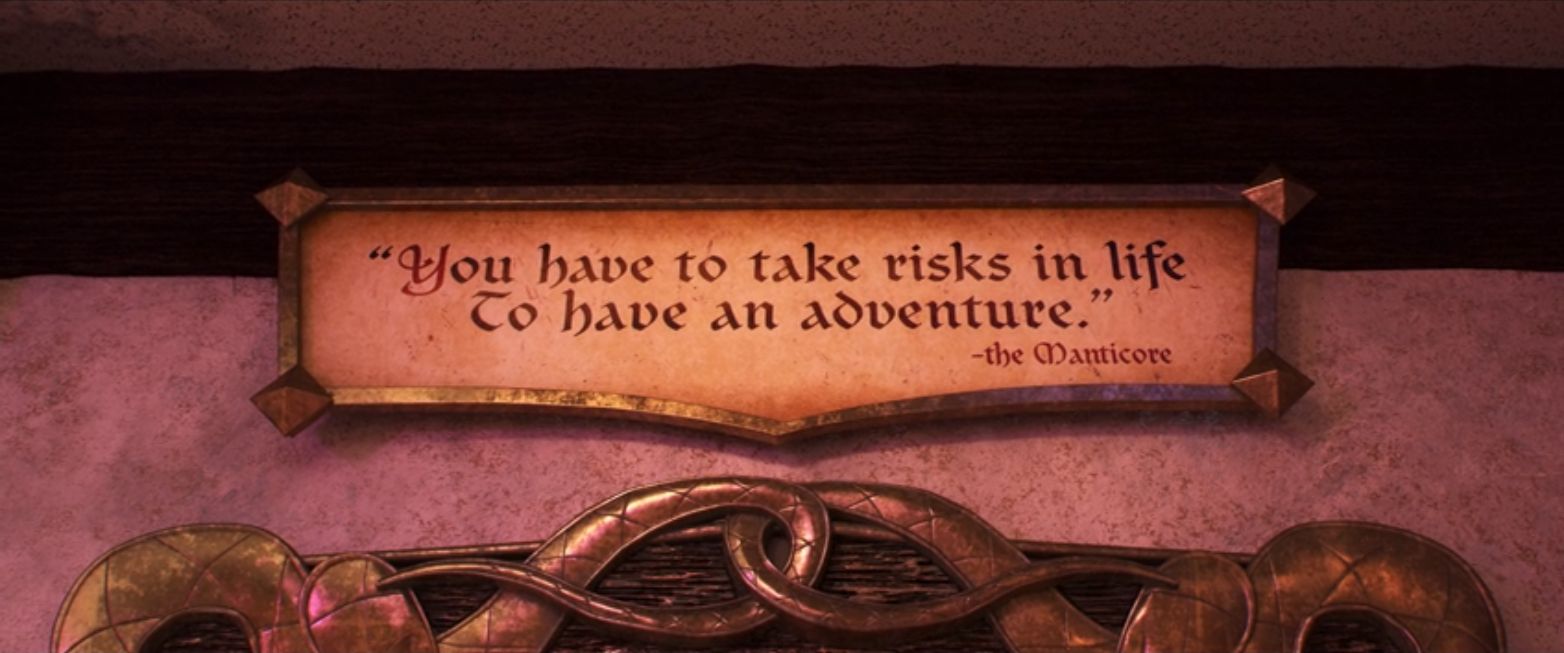 “You have to take risks in life
To have an adventure.”
-the Manticore